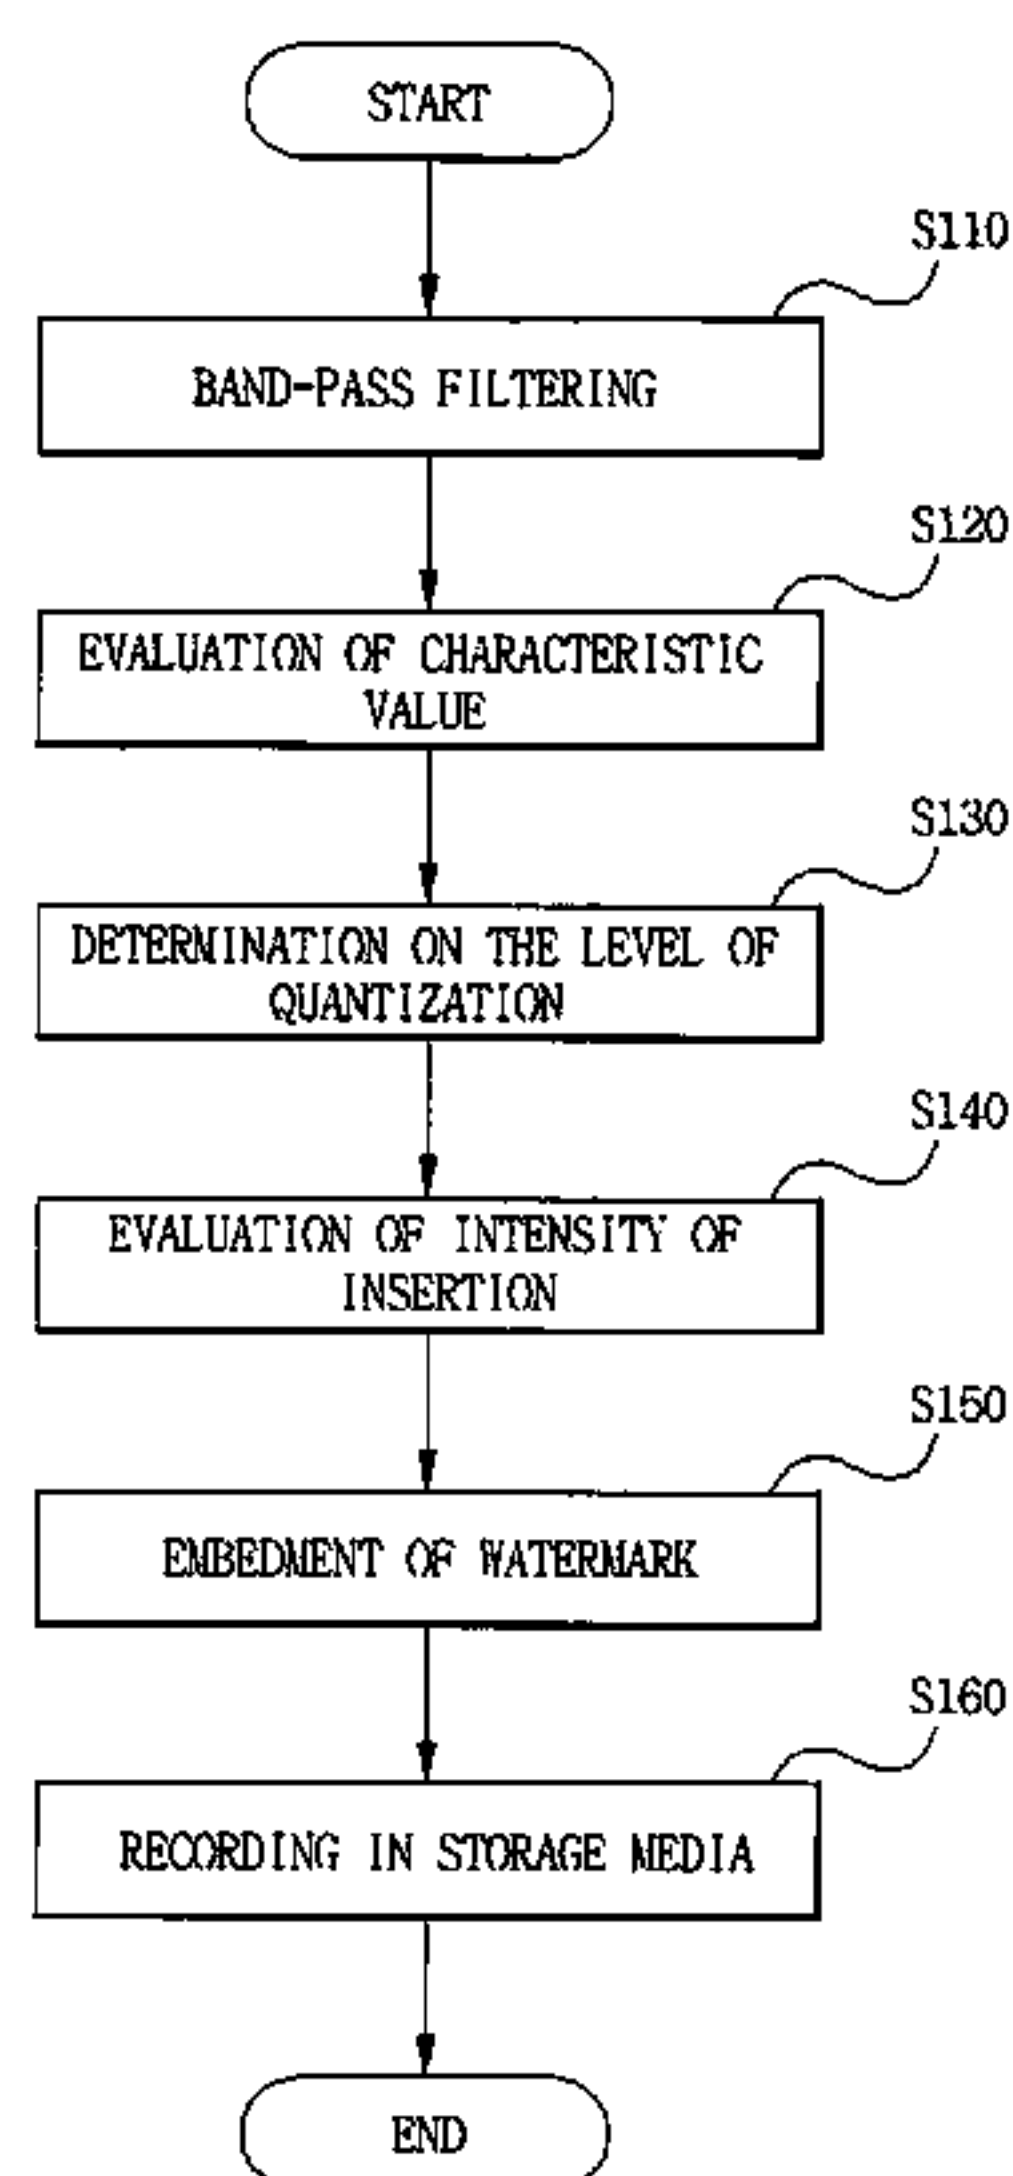 START
S110
BAND-PASS FILTERING
S120
EVALUATION OF CHARACTERISTIC
VALUE
S130
DETERMINATION ON THE LEVEL OF
QUANTIZATION
S140
EVALUATION OF INTENSITY OF
INSERTION
S150
EMBEDMENT OF WATERMARK
S160
RECORDING IN STORAGE MEDIA
END